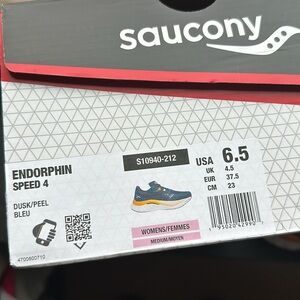 saucony
ENDORPHIN
SPEED 4
DUSK/PEEL
BLEU
4700800710
S10940-212
WOMENS/FEMMES
MEDIUM/MOYEN
USA 6.5
UK 4.5
EUR 37.5
CM 23